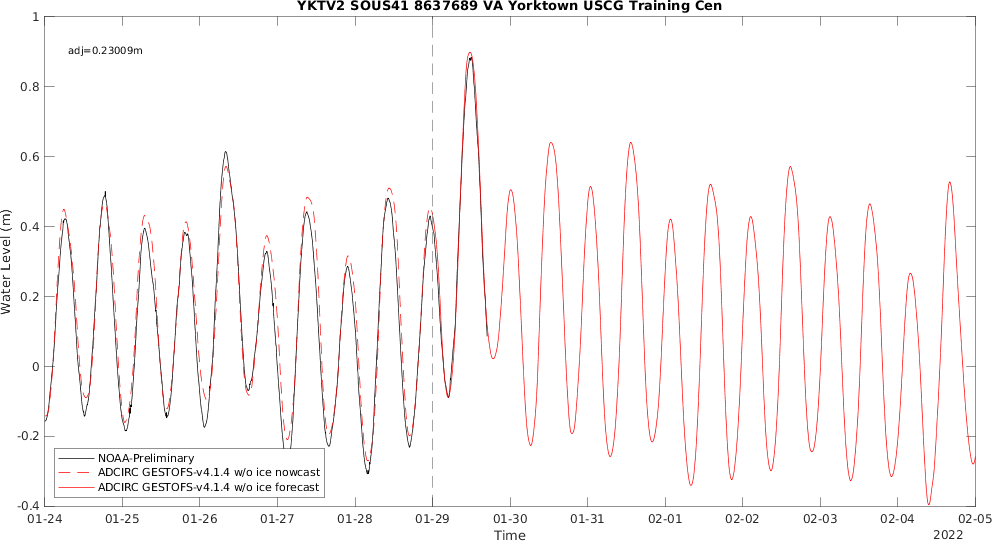 YKTV2 SOUS41 8637689 VA Yorktown USCG Training Cen
adj=0.23009m
Water Level (m)
1
0.8
0.6
0.4
0.2
0
-0.2
-0.4
NOAA-Preliminary
ADCIRC GESTOFS-v4.1.4 w/o ice nowcast
ADCIRC GESTOFS-v4.1.4 w/o ice forecast
01-24 01-25 01-26 01-27 01-28 01-29 01-30 01-31 02-01 02-02 02-03 02-04 02-05
Time
2022